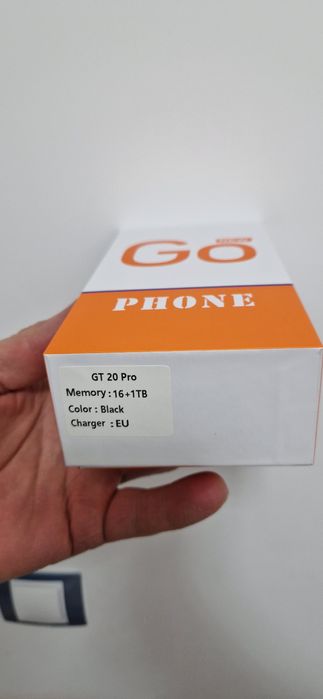 Go
PHONE
GT 20 Pro
Memory : 16+1TB
Color : Black
Charger : EU